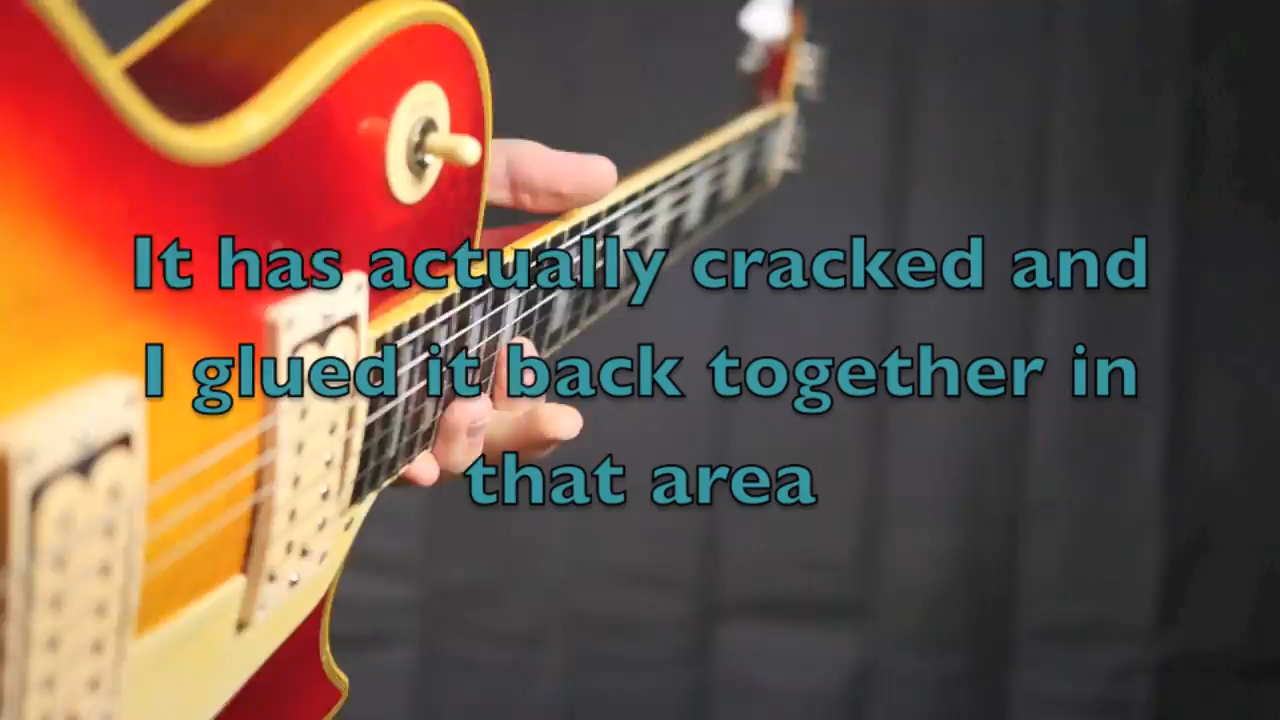 It has actually cracked and
I glued it back together in
that area